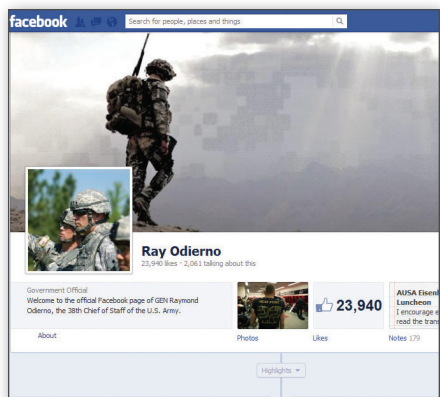 facebook
Search for people, places and things
Ray Odierno
23,940 likes · 2,061 talking about this
Government Official
Welcome to the official Facebook page of GEN Raymond
Odierno, the 38th Chief of Staff of the U.S. Army.
About
Photos
23,940
Likes
AUSA Eisenl
Luncheon
I encourage e
read the trans
Notes 179
Highlights